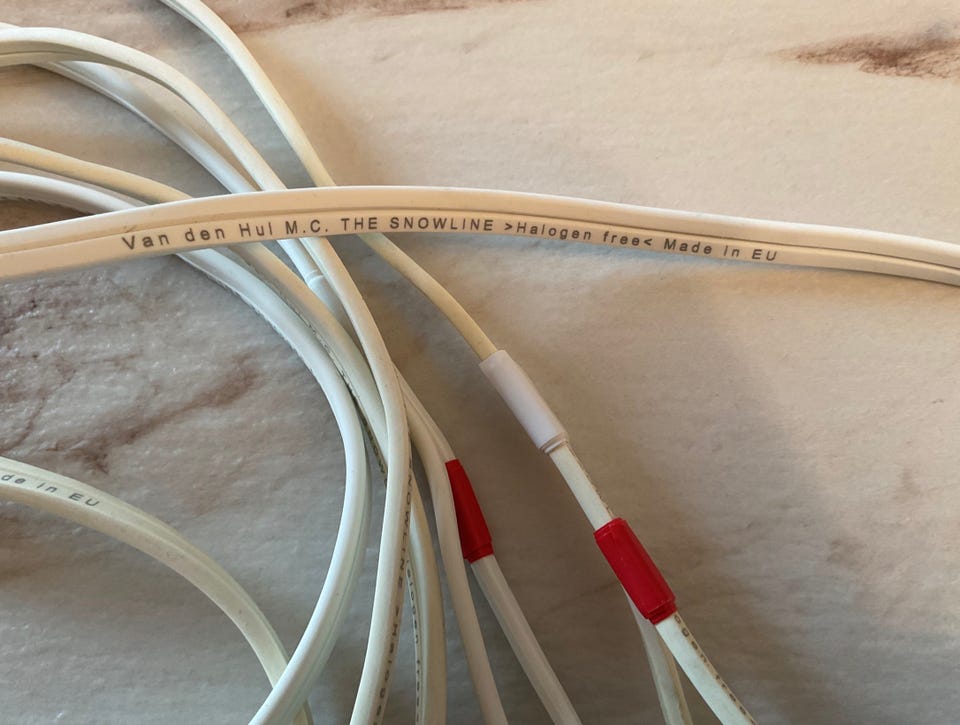 Van den Hul M.C. THE SNOWLINE >Halogen free< Made in EU
de in EU